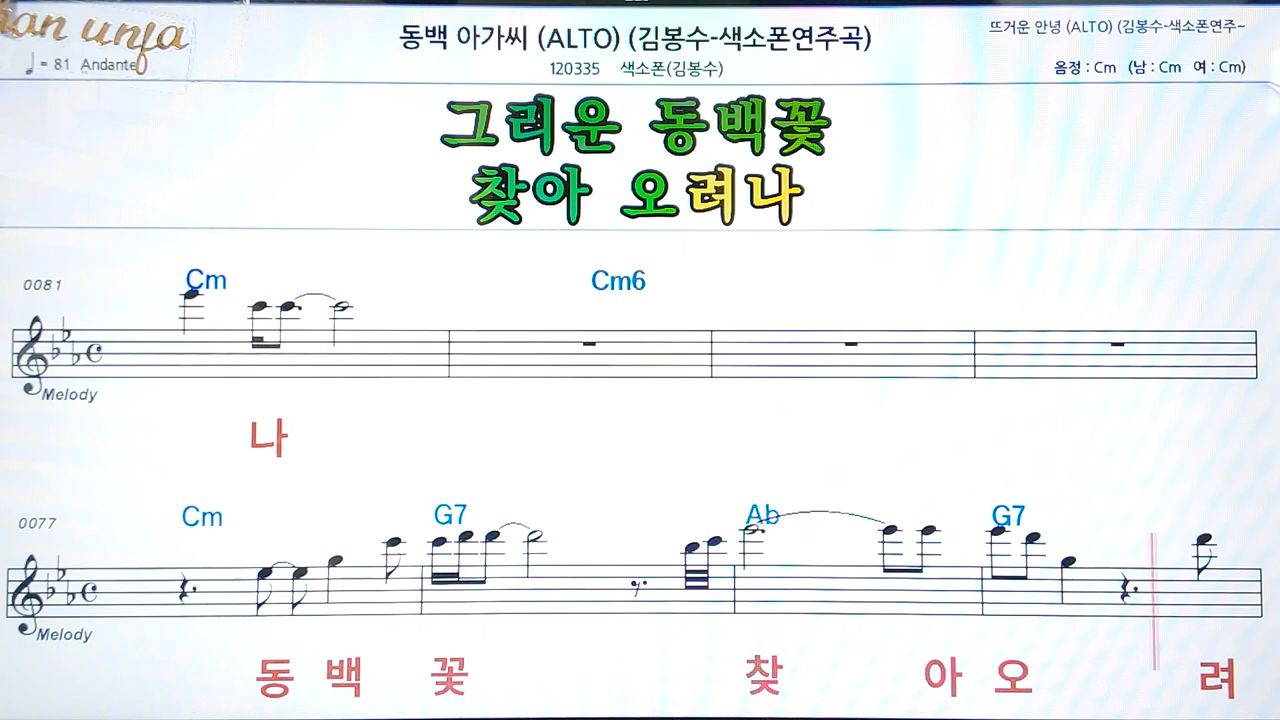 동백 아가씨 (ALTO) (김봉수-색소폰연주곡)
뜨거운 안녕 (ALTO) (김봉수-색소폰연주~
♩ = 81 Andante
120335 색소폰(김봉수)
음정 : Cm (남 : Cm 여 : Cm)
그리운 동백꽃
찾아 오려나
0081
Cm Cm6
Melody
나
0077
Cm G7 Ab G7
Melody
동 백 꽃 찾 아 오 려